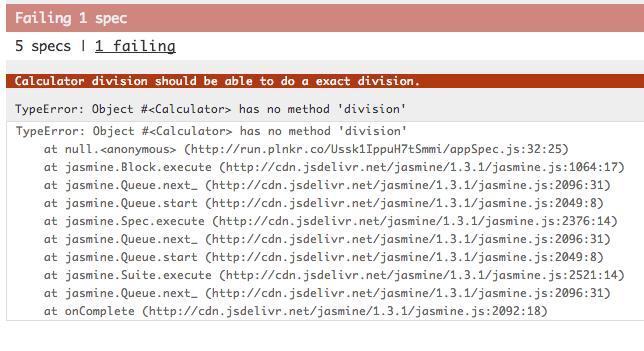 Failing 1 spec
5 specs | 1 failing
Calculator division should be able to do a exact division.
TypeError: Object #<Calculator> has no method 'division'
TypeError: Object #<Calculator> has no method 'division'
at null.<anonymous> (http://run.plnkr.co/Ussk1IppuH7tSmmi/appSpec.js:32:25)
at jasmine.Block.execute (http://cdn.jsdelivr.net/jasmine/1.3.1/jasmine.js:1064:17)
at jasmine.Queue.next_ (http://cdn.jsdelivr.net/jasmine/1.3.1/jasmine.js:2096:31)
at jasmine.Queue.start (http://cdn.jsdelivr.net/jasmine/1.3.1/jasmine.js:2049:8)
at jasmine.Spec.execute (http://cdn.jsdelivr.net/jasmine/1.3.1/jasmine.js:2376:14)
at jasmine.Queue.next_ (http://cdn.jsdelivr.net/jasmine/1.3.1/jasmine.js:2096:31)
at jasmine.Queue.start (http://cdn.jsdelivr.net/jasmine/1.3.1/jasmine.js:2049:8)
at jasmine.Suite.execute (http://cdn.jsdelivr.net/jasmine/1.3.1/jasmine.js:2521:14)
at jasmine.Queue.next_ (http://cdn.jsdelivr.net/jasmine/1.3.1/jasmine.js:2096:31)
at onComplete (http://cdn.jsdelivr.net/jasmine/1.3.1/jasmine.js:2092:18)